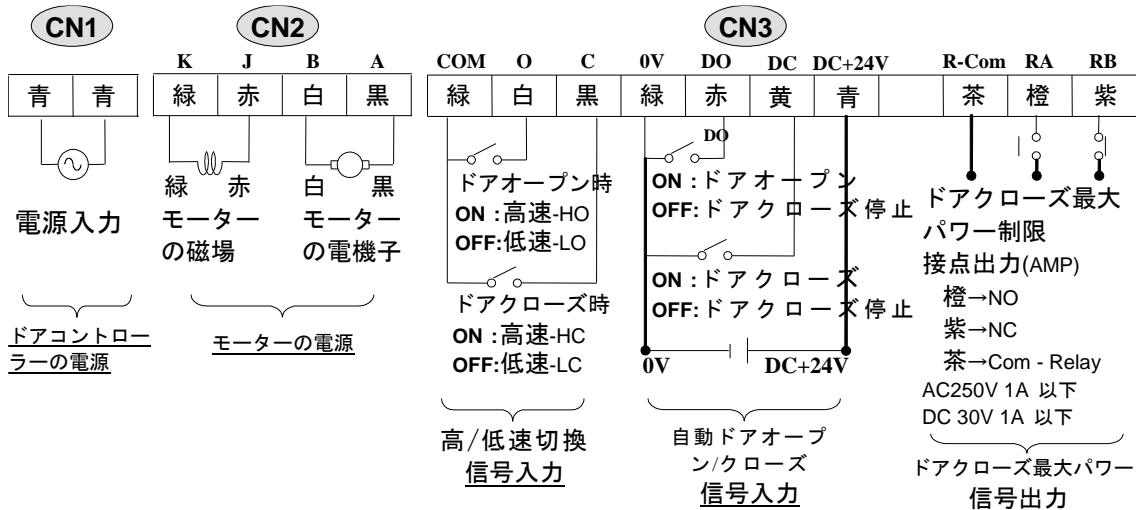 CN1 CN2 CN3
K J B A COM O C 0V DO DC DC+24V R-Com RA RB
青 青 緑 赤 白 黒 緑 白 黒 緑 赤 黄 青 茶 橙 紫
電源入力
ドアコントロー
ラーの電源
緑 赤
モーター
の磁場
白 黒
モーター
の電機子
モーターの電源
ドアオープン時
ON :高速-HO
OFF:低速-LO
ドアクローズ時
ON :高速-HC
OFF:低速-LC
高/低速切換
信号入力
DO
ON :ドアオープン
OFF:ドアクローズ停止
ON :ドアクローズ
OFF:ドアクローズ停止
0V DC+24V
自動ドアオープ
ン/クローズ
信号入力
ドアクローズ最大
パワー制限
接点出力(AMP)
橙→NO
紫→NC
茶→Com - Relay
AC250V 1A 以下
DC 30V 1A 以下
ドアクローズ最大パワー
信号出力